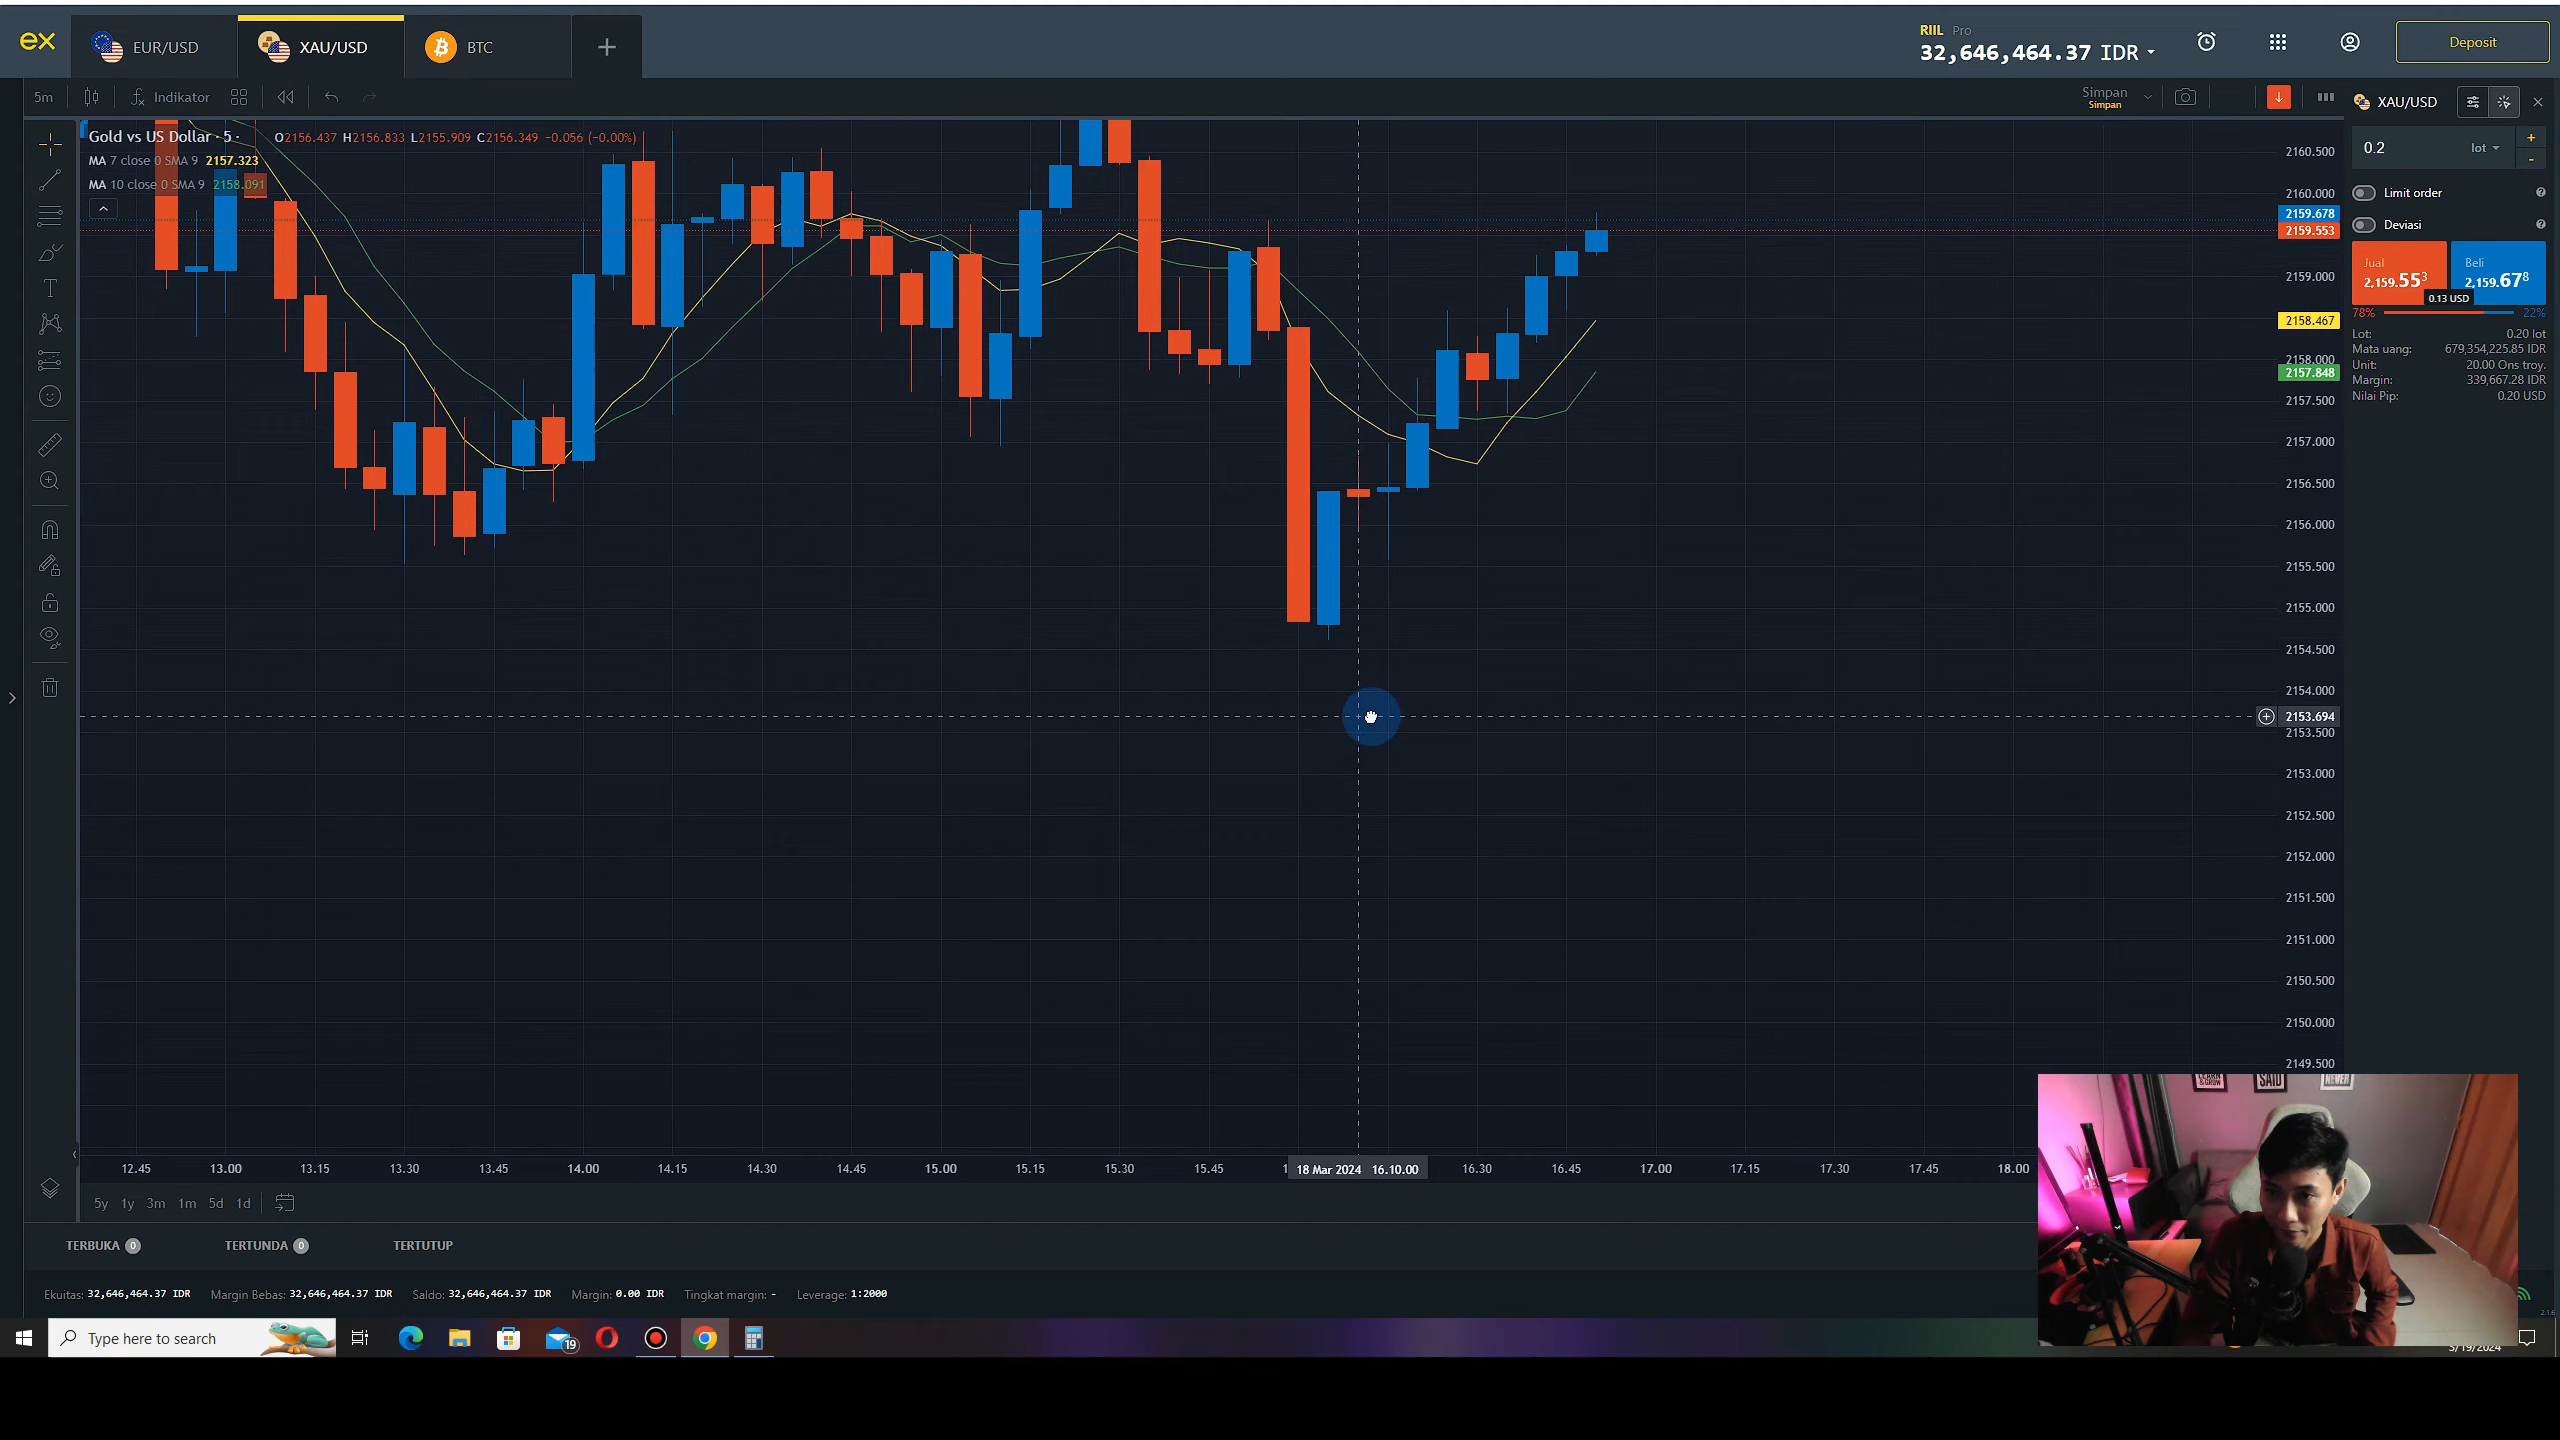 ex
EUR/USD
XAU/USD
BTC
RIIL Pro
32,646,464.37 IDR
Deposit
5m
Indikator
Simpan
Simpan
XAU/USD
Gold vs US Dollar · 5 · O2156.437 H2156.833 L2155.909 C2156.349 −0.056 (−0.00%)
MA 7 close 0 SMA 9 2157.323
MA 10 close 0 SMA 9 2158.091
0.2 lot
+
-
Limit order
Deviasi
Jual
2,159.55³
Beli
2,159.67⁸
0.13 USD
78%
22%
Lot: 0.20 lot
Mata uang: 679,354,225.85 IDR
Unit: 20.00 Ons troy.
Margin: 339,667.28 IDR
Nilai Pip: 0.20 USD
2160.500
2160.000
2159.678
2159.553
2159.000
2158.467
2158.000
2157.848
2157.500
2157.000
2156.500
2156.000
2155.500
2155.000
2154.500
2154.000
2153.694
2153.500
2153.000
2152.500
2152.000
2151.500
2151.000
2150.500
2150.000
2149.500
LEARN & GROW
SAID
NEVER
12.45 13.00 13.15 13.30 13.45 14.00 14.15 14.30 14.45 15.00 15.15 15.30 15.45 18 Mar 2024 16.10.00 16.30 16.45 17.00 17.15 17.30 17.45 18.00
5y 1y 3m 1m 5d 1d
TERBUKA 0
TERTUNDA 0
TERTUTUP
Ekuitas: 32,646,464.37 IDR Margin Bebas: 32,646,464.37 IDR Saldo: 32,646,464.37 IDR Margin: 0.00 IDR Tingkat margin: - Leverage: 1:2000
Type here to search
19
3/19/2024